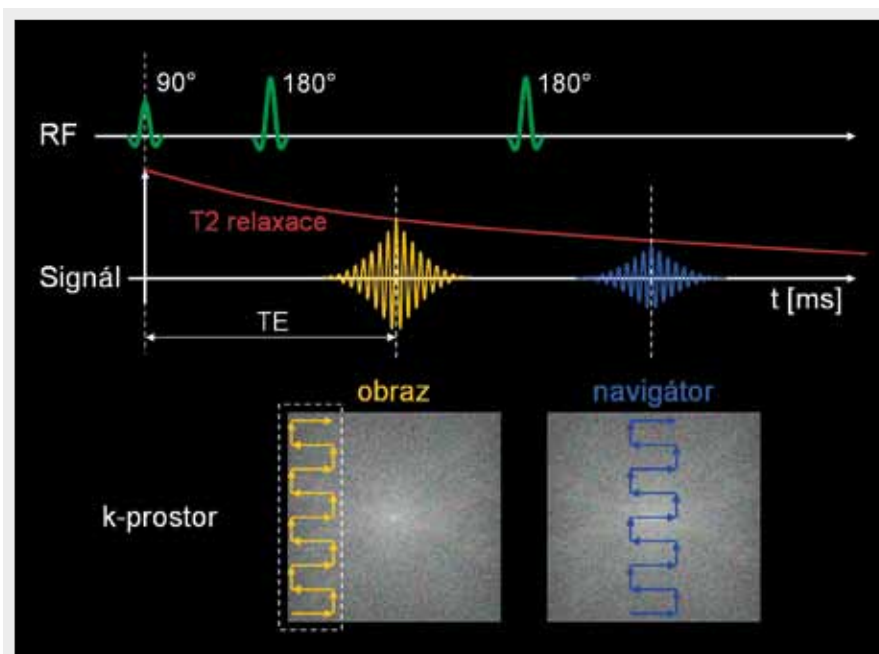 90°
180°
180°
RF
T2 relaxace
Signál
t [ms]
TE
obraz
navigátor
k-prostor